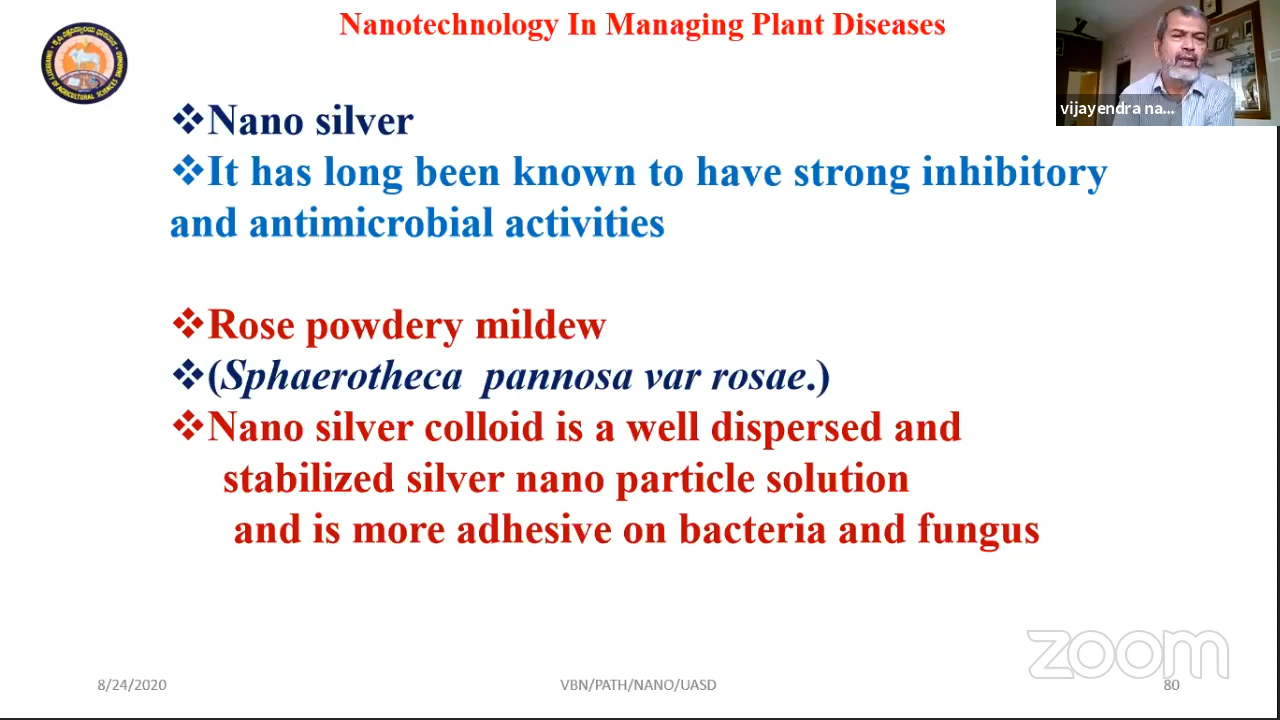 Nanotechnology In Managing Plant Diseases
vijayendra na...
❖Nano silver
❖It has long been known to have strong inhibitory
and antimicrobial activities
❖Rose powdery mildew
❖(Sphaerotheca pannosa var rosae.)
❖Nano silver colloid is a well dispersed and
stabilized silver nano particle solution
and is more adhesive on bacteria and fungus
zoom
8/24/2020
VBN/PATH/NANO/UASD
80